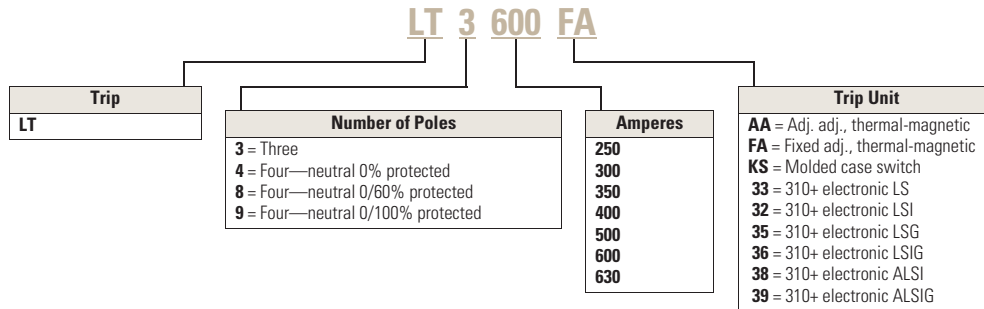 LT 3 600 FA
Trip
LT
Number of Poles
3 = Three
4 = Four—neutral 0% protected
8 = Four—neutral 0/60% protected
9 = Four—neutral 0/100% protected
Amperes
250
300
350
400
500
600
630
Trip Unit
AA = Adj. adj., thermal-magnetic
FA = Fixed adj., thermal-magnetic
KS = Molded case switch
33 = 310+ electronic LS
32 = 310+ electronic LSI
35 = 310+ electronic LSG
36 = 310+ electronic LSIG
38 = 310+ electronic ALSI
39 = 310+ electronic ALSIG